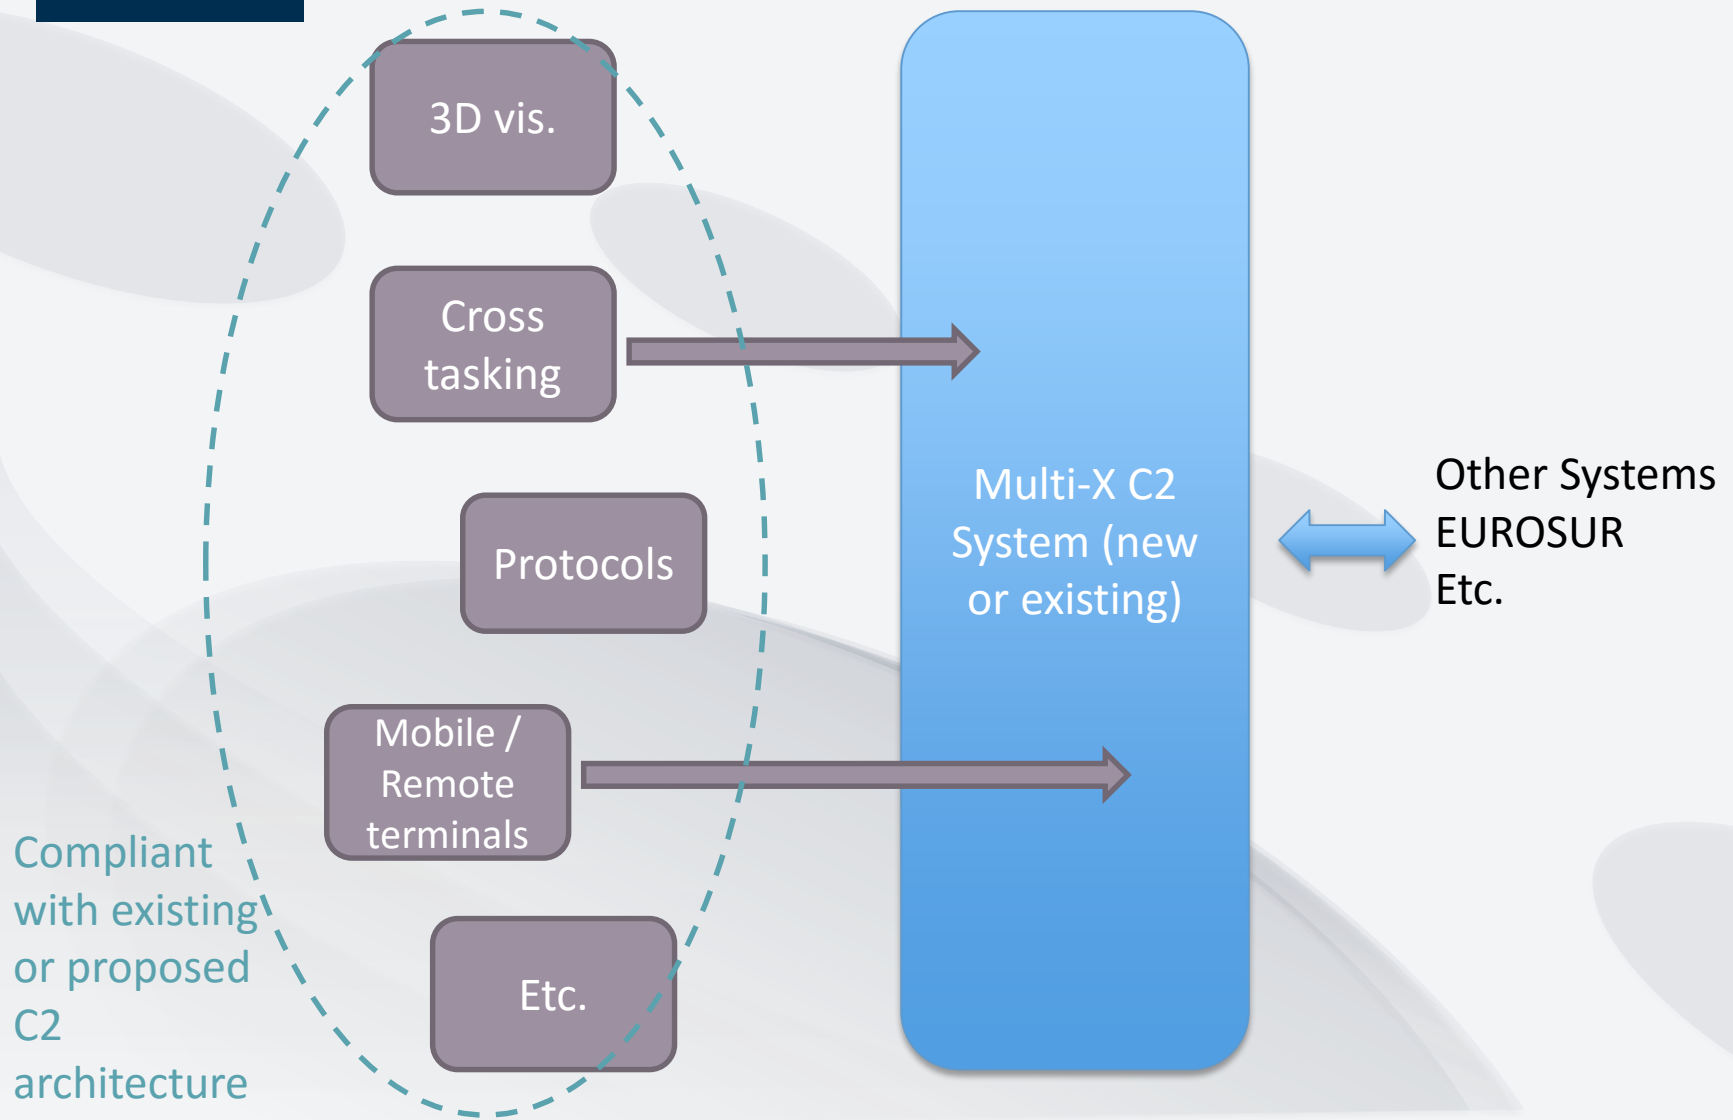 3D vis.
Cross
tasking
Protocols
Mobile /
Remote
terminals
Etc.
Compliant
with existing
or proposed
C2
architecture
Multi-X C2
System (new
or existing)
Other Systems
EUROSUR
Etc.